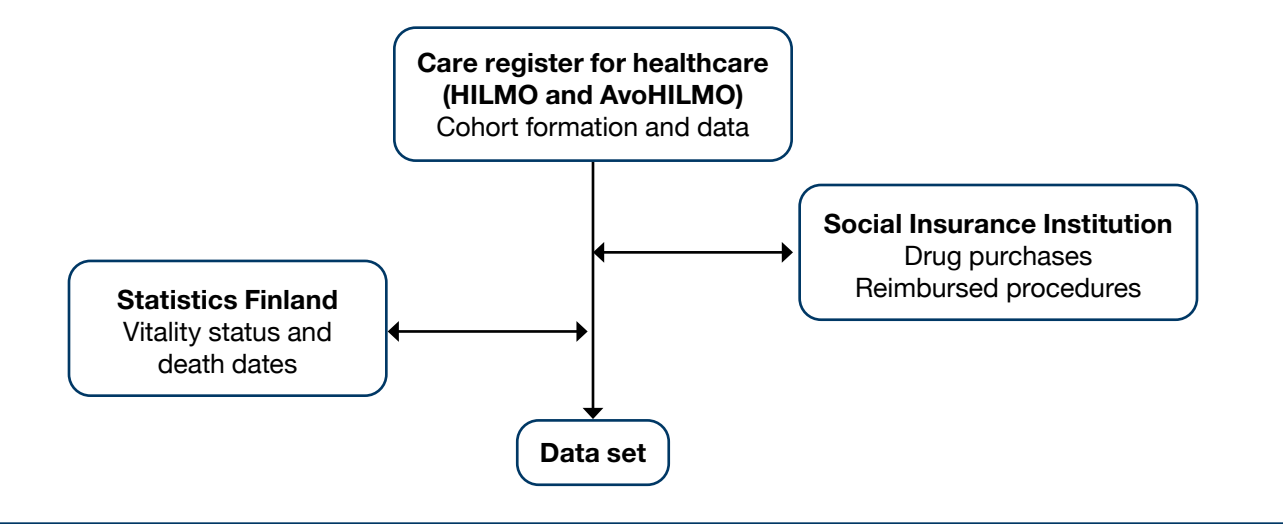 Care register for healthcare
(HILMO and AvoHILMO)
Cohort formation and data
Social Insurance Institution
Drug purchases
Reimbursed procedures
Statistics Finland
Vitality status and
death dates
Data set